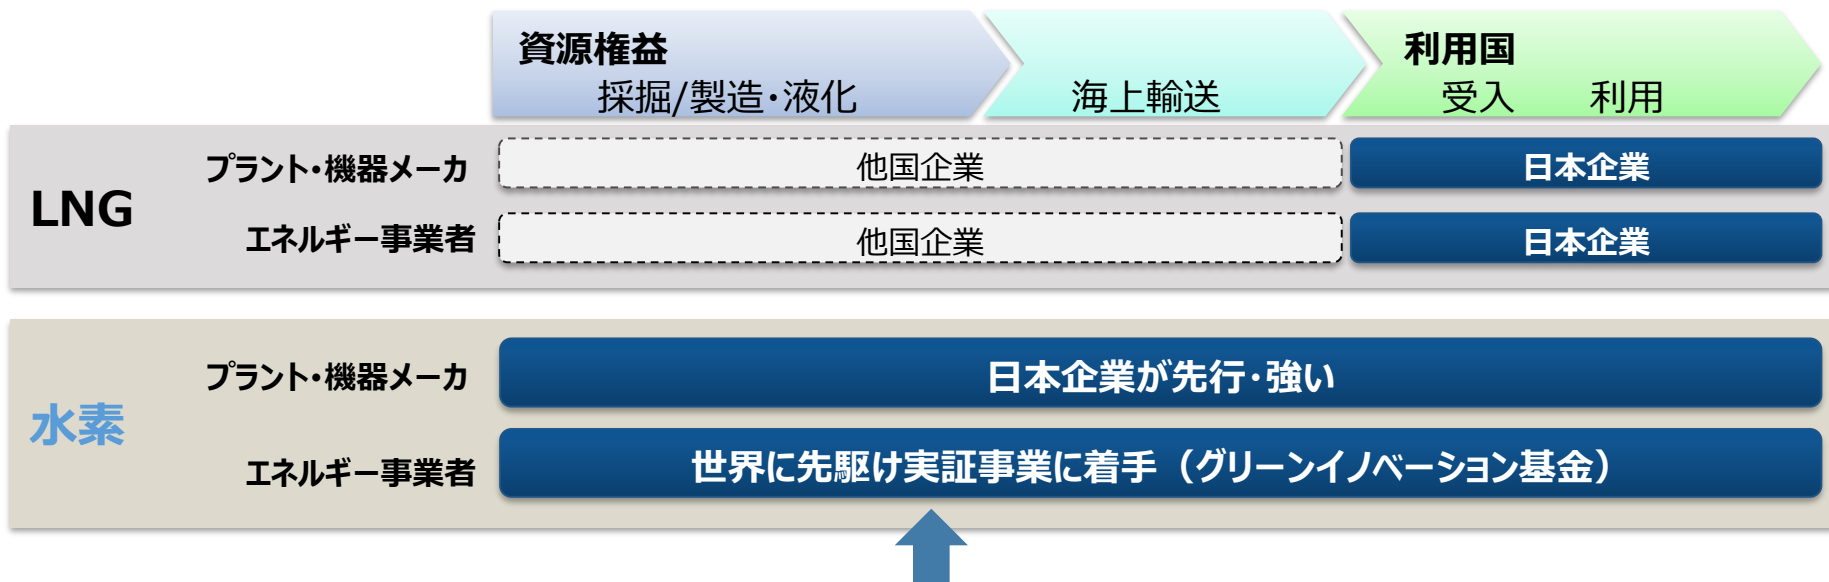 資源権益
採掘/製造・液化
海上輸送
利用国
受入 利用
LNG
プラント・機器メーカ
他国企業
日本企業
エネルギー事業者
他国企業
日本企業
水素
プラント・機器メーカ
日本企業が先行・強い
エネルギー事業者
世界に先駆け実証事業に着手（グリーンイノベーション基金）